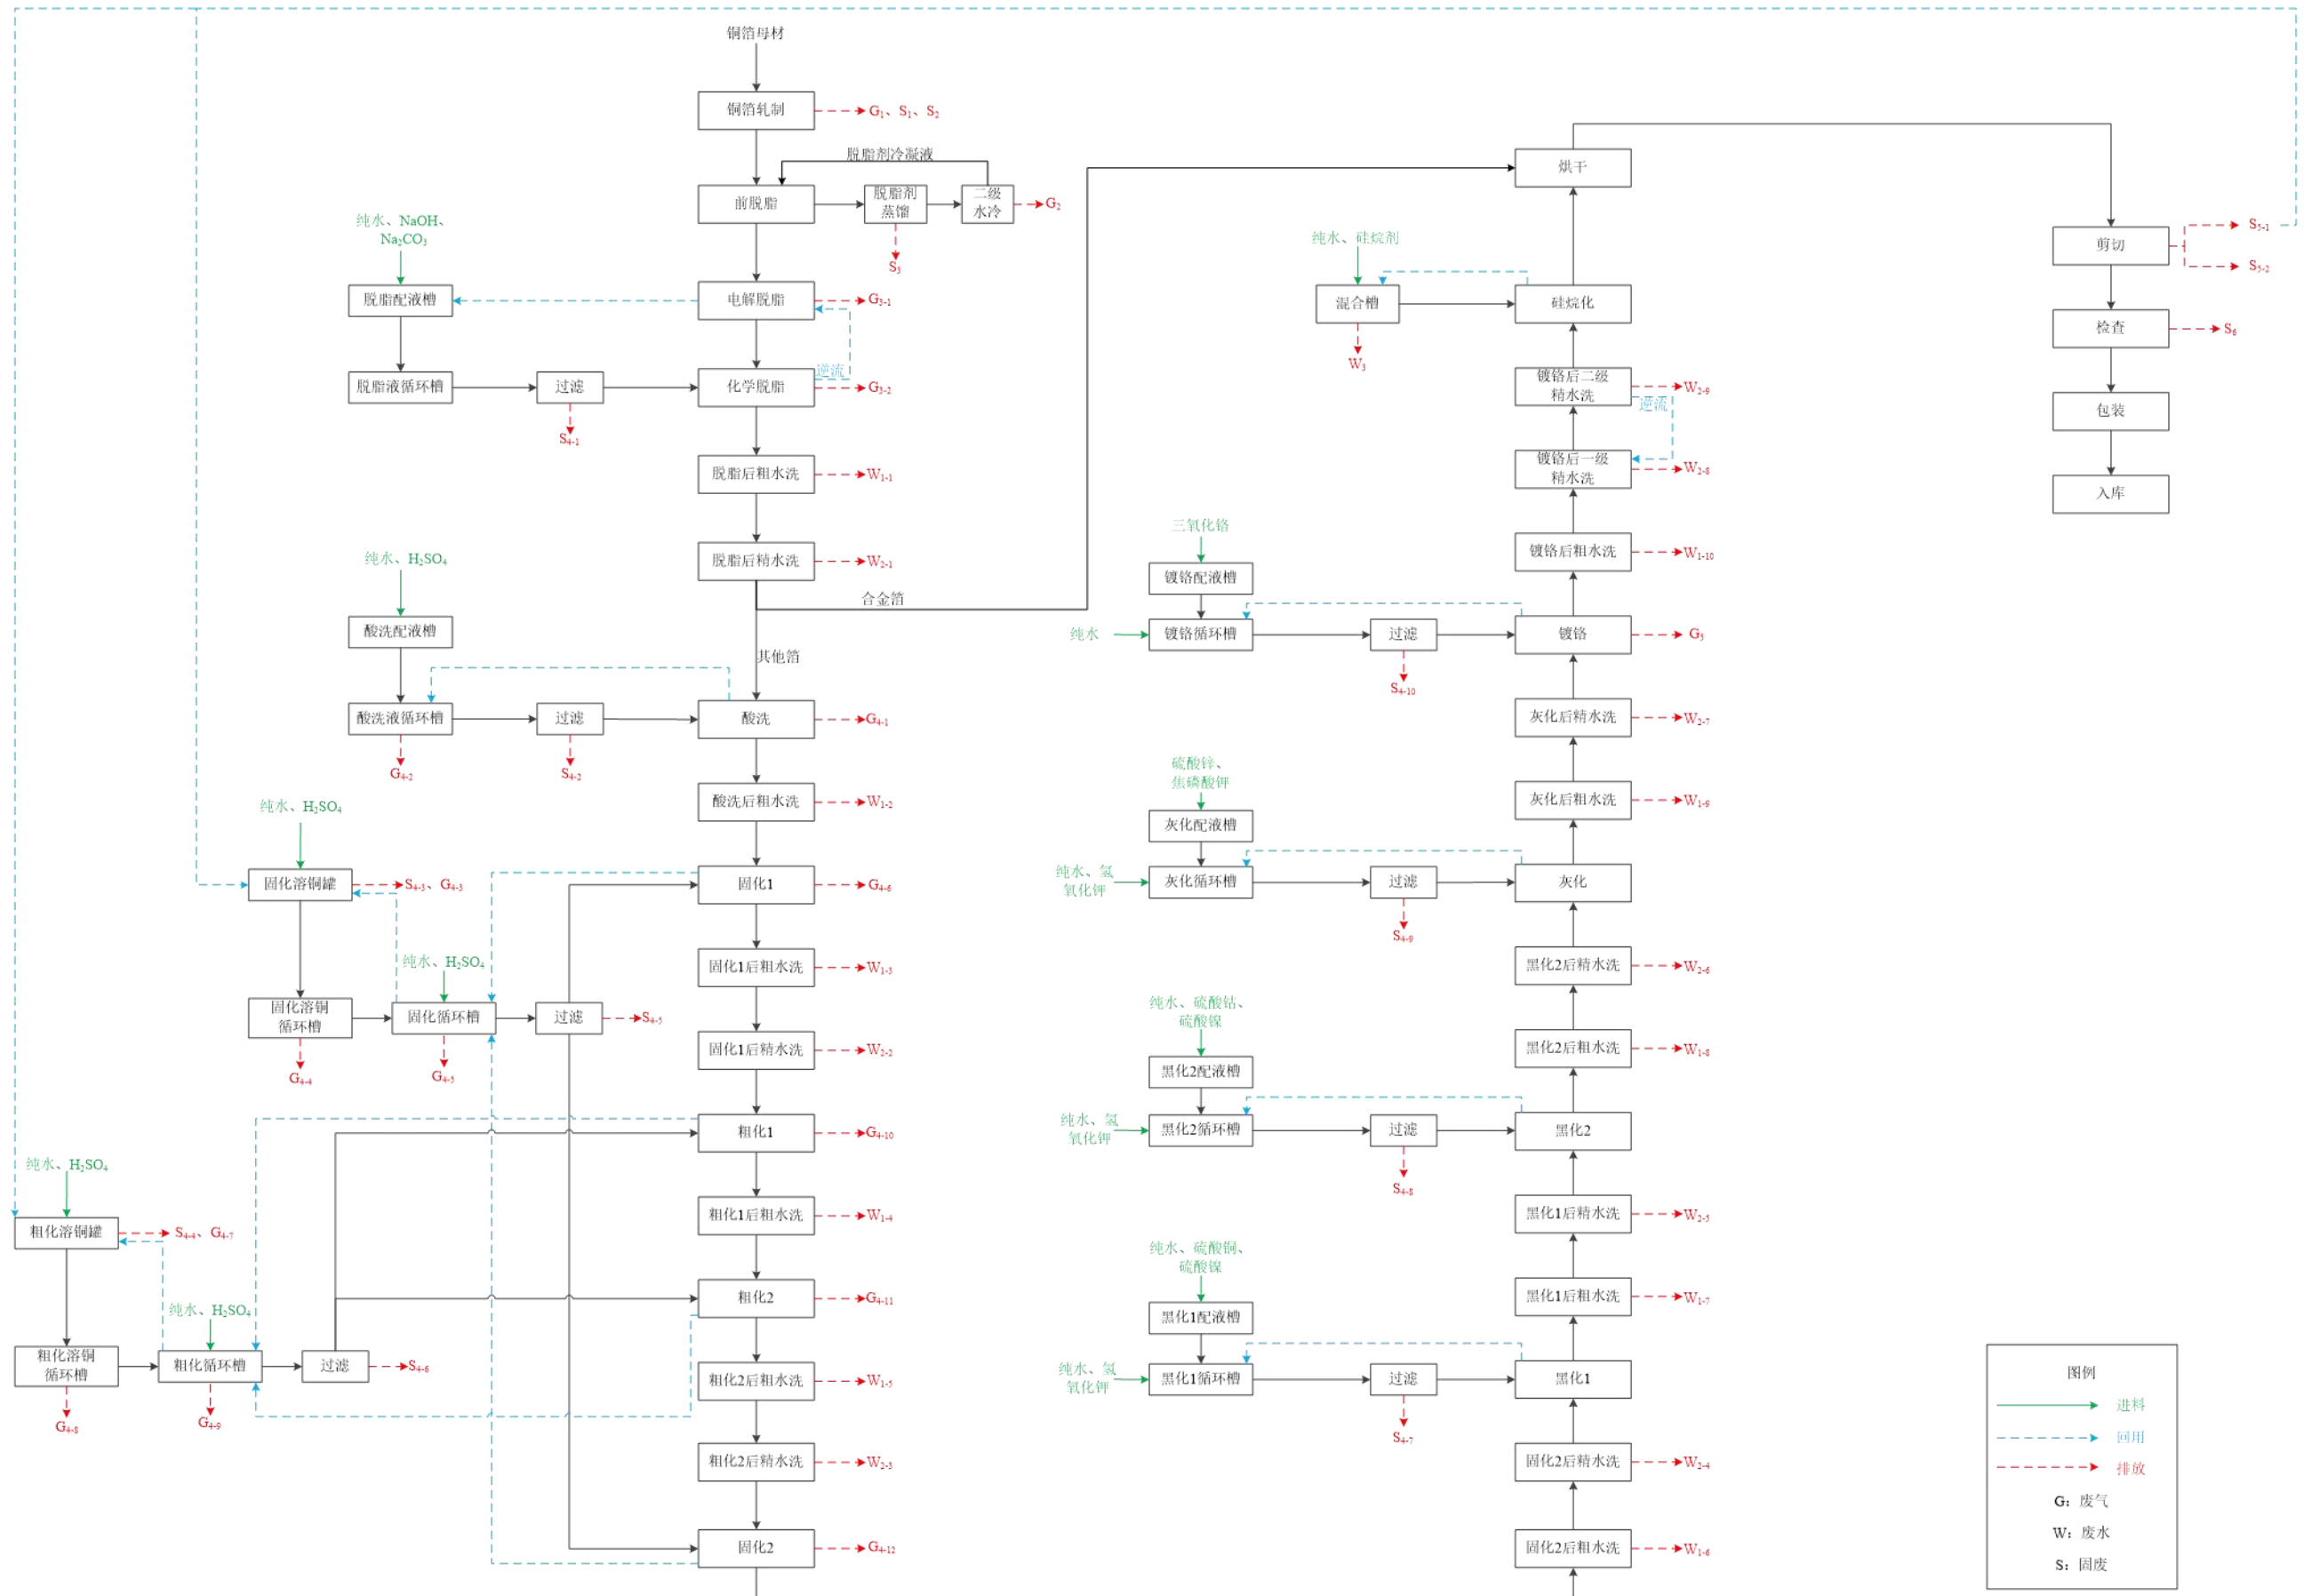 铜箔母材
铜箔轧制
G₁、S₁、S₂
脱脂剂冷凝液
前脱脂
脱脂剂
蒸馏
二级
水冷
G₂
S₃
纯水、NaOH、
Na₂CO₃
脱脂配液槽
电解脱脂
G₃₋₁
逆流
脱脂液循环槽
过滤
化学脱脂
G₃₋₂
S₄₋₁
脱脂后粗水洗
W₁₋₁
脱脂后精水洗
W₂₋₁
合金箔
其他箔
纯水、H₂SO₄
酸洗配液槽
酸洗液循环槽
过滤
酸洗
G₄₋₁
G₄₋₂
S₄₋₂
酸洗后粗水洗
W₁₋₂
纯水、H₂SO₄
固化溶铜罐
S₄₋₃、G₄₋₃
固化1
G₄₋₆
固化1后粗水洗
W₁₋₃
纯水、H₂SO₄
固化溶铜
循环槽
固化循环槽
过滤
S₄₋₅
G₄₋₄
G₄₋₅
固化1后精水洗
W₂₋₂
粗化1
G₄₋₁₀
纯水、H₂SO₄
粗化溶铜罐
S₄₋₄、G₄₋₇
粗化1后粗水洗
W₁₋₄
粗化2
G₄₋₁₁
纯水、H₂SO₄
粗化溶铜
循环槽
粗化循环槽
过滤
S₄₋₆
G₄₋₈
G₄₋₉
粗化2后粗水洗
W₁₋₅
粗化2后精水洗
W₂₋₃
固化2
G₄₋₁₂
烘干
纯水、硅烷剂
混合槽
硅烷化
W₃
镀铬后二级
精水洗
W₂₋₉
逆流
镀铬后一级
精水洗
W₂₋₈
镀铬后粗水洗
W₁₋₁₀
三氧化铬
镀铬配液槽
纯水
镀铬循环槽
过滤
镀铬
G₅
S₄₋₁₀
灰化后精水洗
W₂₋₇
硫酸锌、
焦磷酸钾
灰化后粗水洗
W₁₋₉
灰化配液槽
纯水、氢
氧化钾
灰化循环槽
过滤
灰化
S₄₋₉
黑化2后精水洗
W₂₋₆
纯水、硫酸钴、
硫酸镍
黑化2后粗水洗
W₁₋₈
黑化2配液槽
纯水、氢
氧化钾
黑化2循环槽
过滤
黑化2
S₄₋₈
黑化1后精水洗
W₂₋₅
纯水、硫酸铜、
硫酸镍
黑化1后粗水洗
W₁₋₇
黑化1配液槽
纯水、氢
氧化钾
黑化1循环槽
过滤
黑化1
S₄₋₇
固化2后精水洗
W₂₋₄
固化2后粗水洗
W₁₋₆
剪切
S₅₋₁
S₅₋₂
检查
S₆
包装
入库
图例
进料
回用
排放
G：废气
W：废水
S：固废